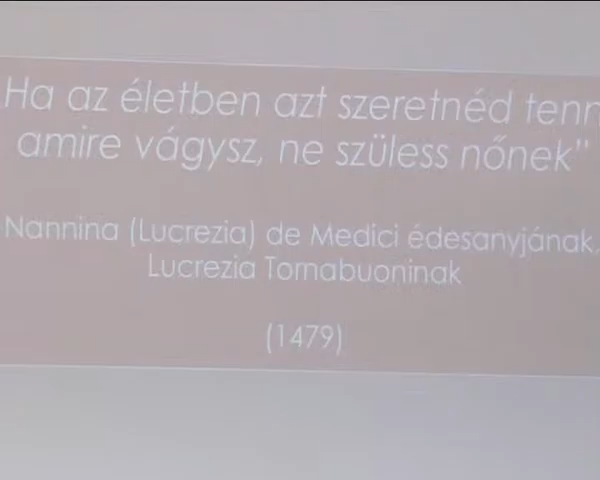 „Ha az életben azt szeretnéd tenn
amire vágysz, ne szüless nőnek"
Nannina (Lucrezia) de Medici édesanyjának,
Lucrezia Tornabuoninak
(1479)